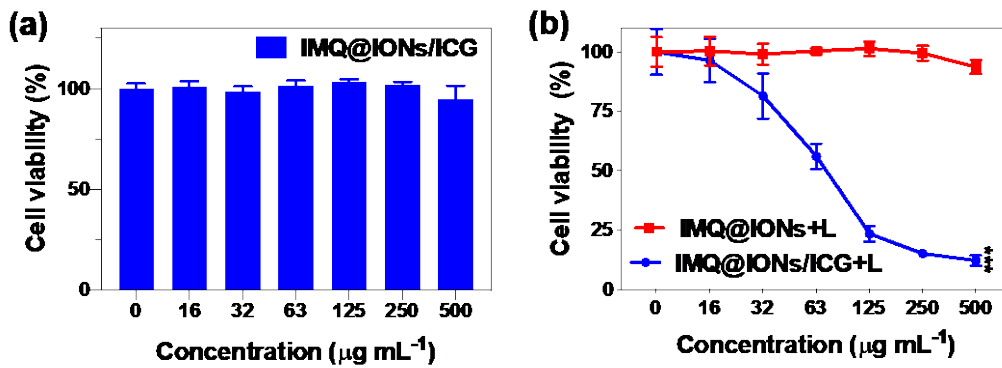 (a)
IMQ@IONs/ICG
Cell viability (%)
100
50
0
0 16 32 63 125 250 500
Concentration (μg mL⁻¹)
(b)
Cell viability (%)
100
75
50
25
0
IMQ@IONs+L
IMQ@IONs/ICG+L
***
0 16 32 63 125 250 500
Concentration (μg mL⁻¹)